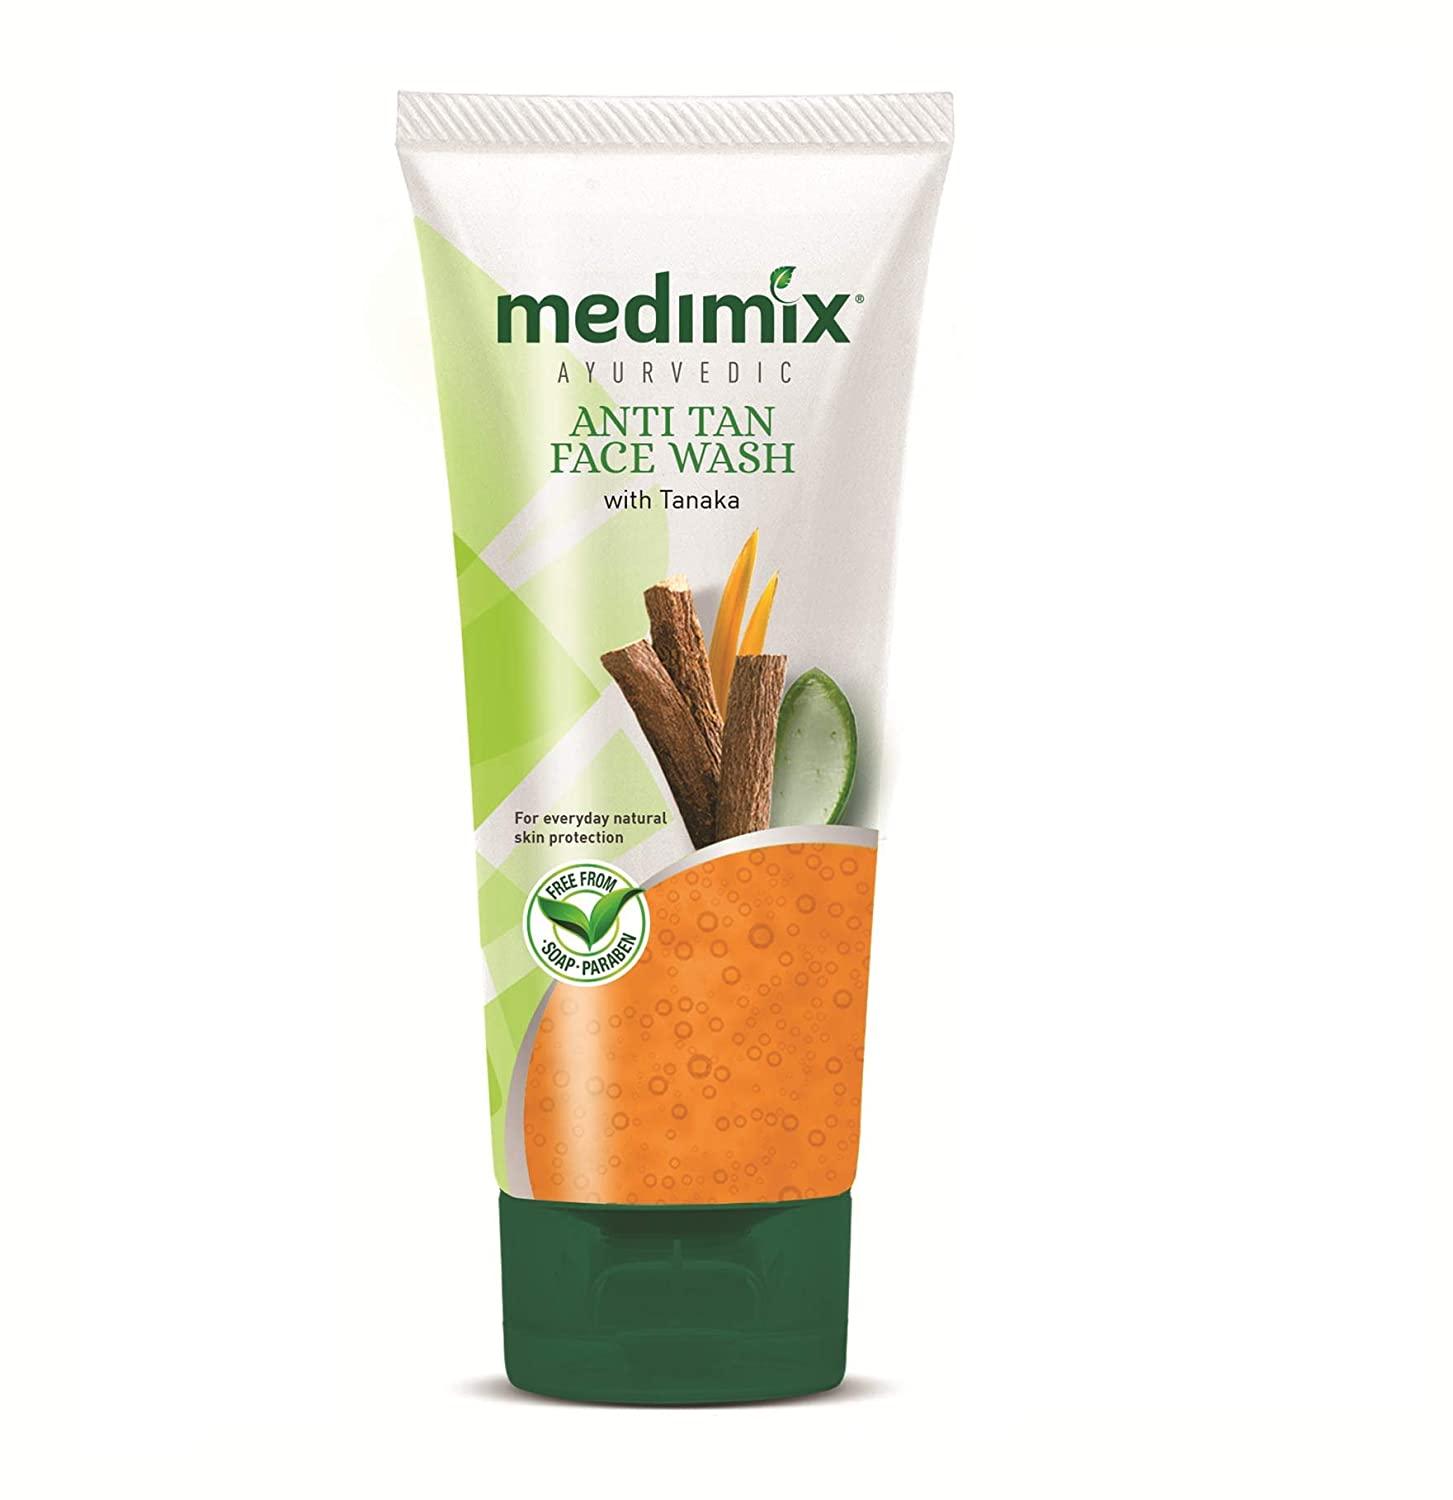 medimix®
AYURVEDIC
ANTI TAN
FACE WASH
with Tanaka
For everyday natural
skin protection
FREE FROM
·SOAP·PARABEN